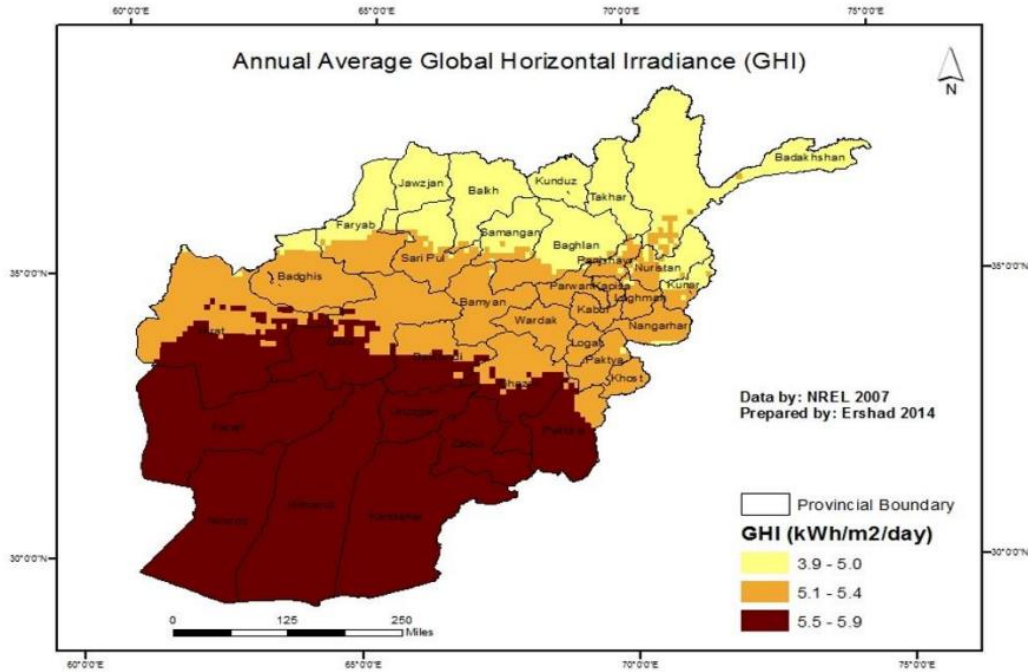 60°0'0"E 65°0'0"E 70°0'0"E 75°0'0"E
Annual Average Global Horizontal Irradiance (GHI)
N
Badakhshan
Jawzjan
Balkh
Kunduz
Takhar
Faryab
Samangan
Baghlan
35°0'0"N
35°0'0"N
Sari Pul
Nuristan
Badghis
Parwan
Kapisa
Kunar
Bamyan
Laghman
Kabul
Wardak
Nangarhar
Logar
Paktya
Khost
Data by: NREL 2007
Prepared by: Ershad 2014
Kandahar
Provincial Boundary
GHI (kWh/m2/day)
3.9 - 5.0
5.1 - 5.4
5.5 - 5.9
30°0'0"N
30°0'0"N
0 125 250
Miles
60°0'0"E 65°0'0"E 70°0'0"E